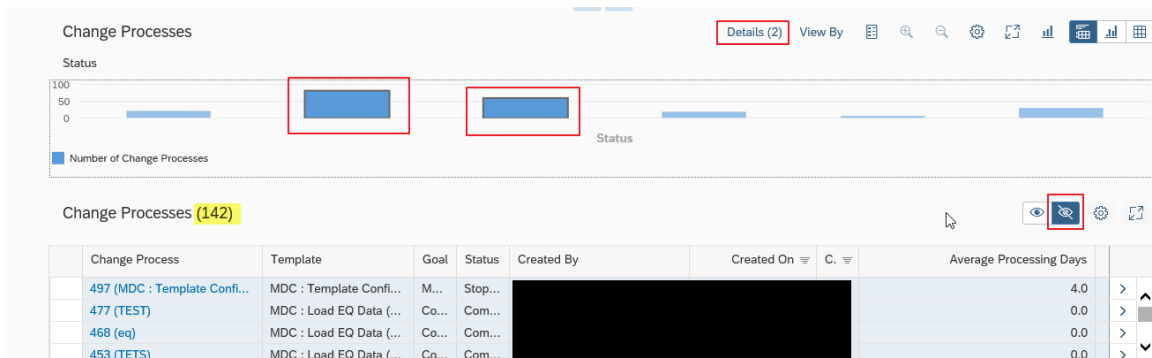 Change Processes Details (2) View By
Status
100
50
0
Status
Number of Change Processes
Change Processes (142)
Change Process Template Goal Status Created By Created On C. Average Processing Days
497 (MDC : Template Confi... MDC : Template Confi... M... Stop... 4.0
477 (TEST) MDC : Load EQ Data (... Co... Com... 0.0
468 (eq) MDC : Load EQ Data (... Co... Com... 0.0
453 (TETS) MDC : Load EQ Data (... Co... Com... 0.0